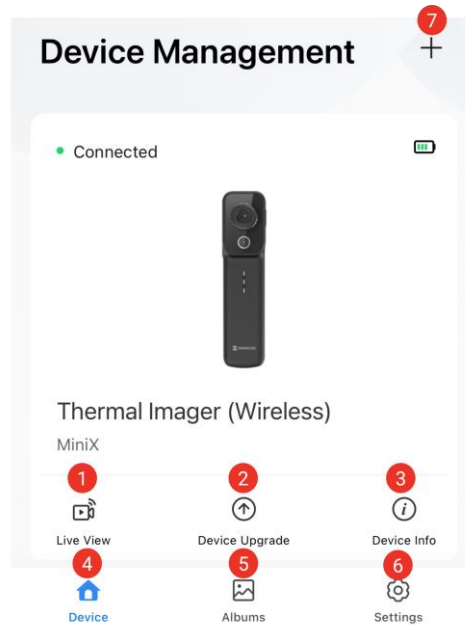 7
Device Management +
Connected
Thermal Imager (Wireless)
MiniX
1 2 3
Live View Device Upgrade Device Info
4 5 6
Device Albums Settings